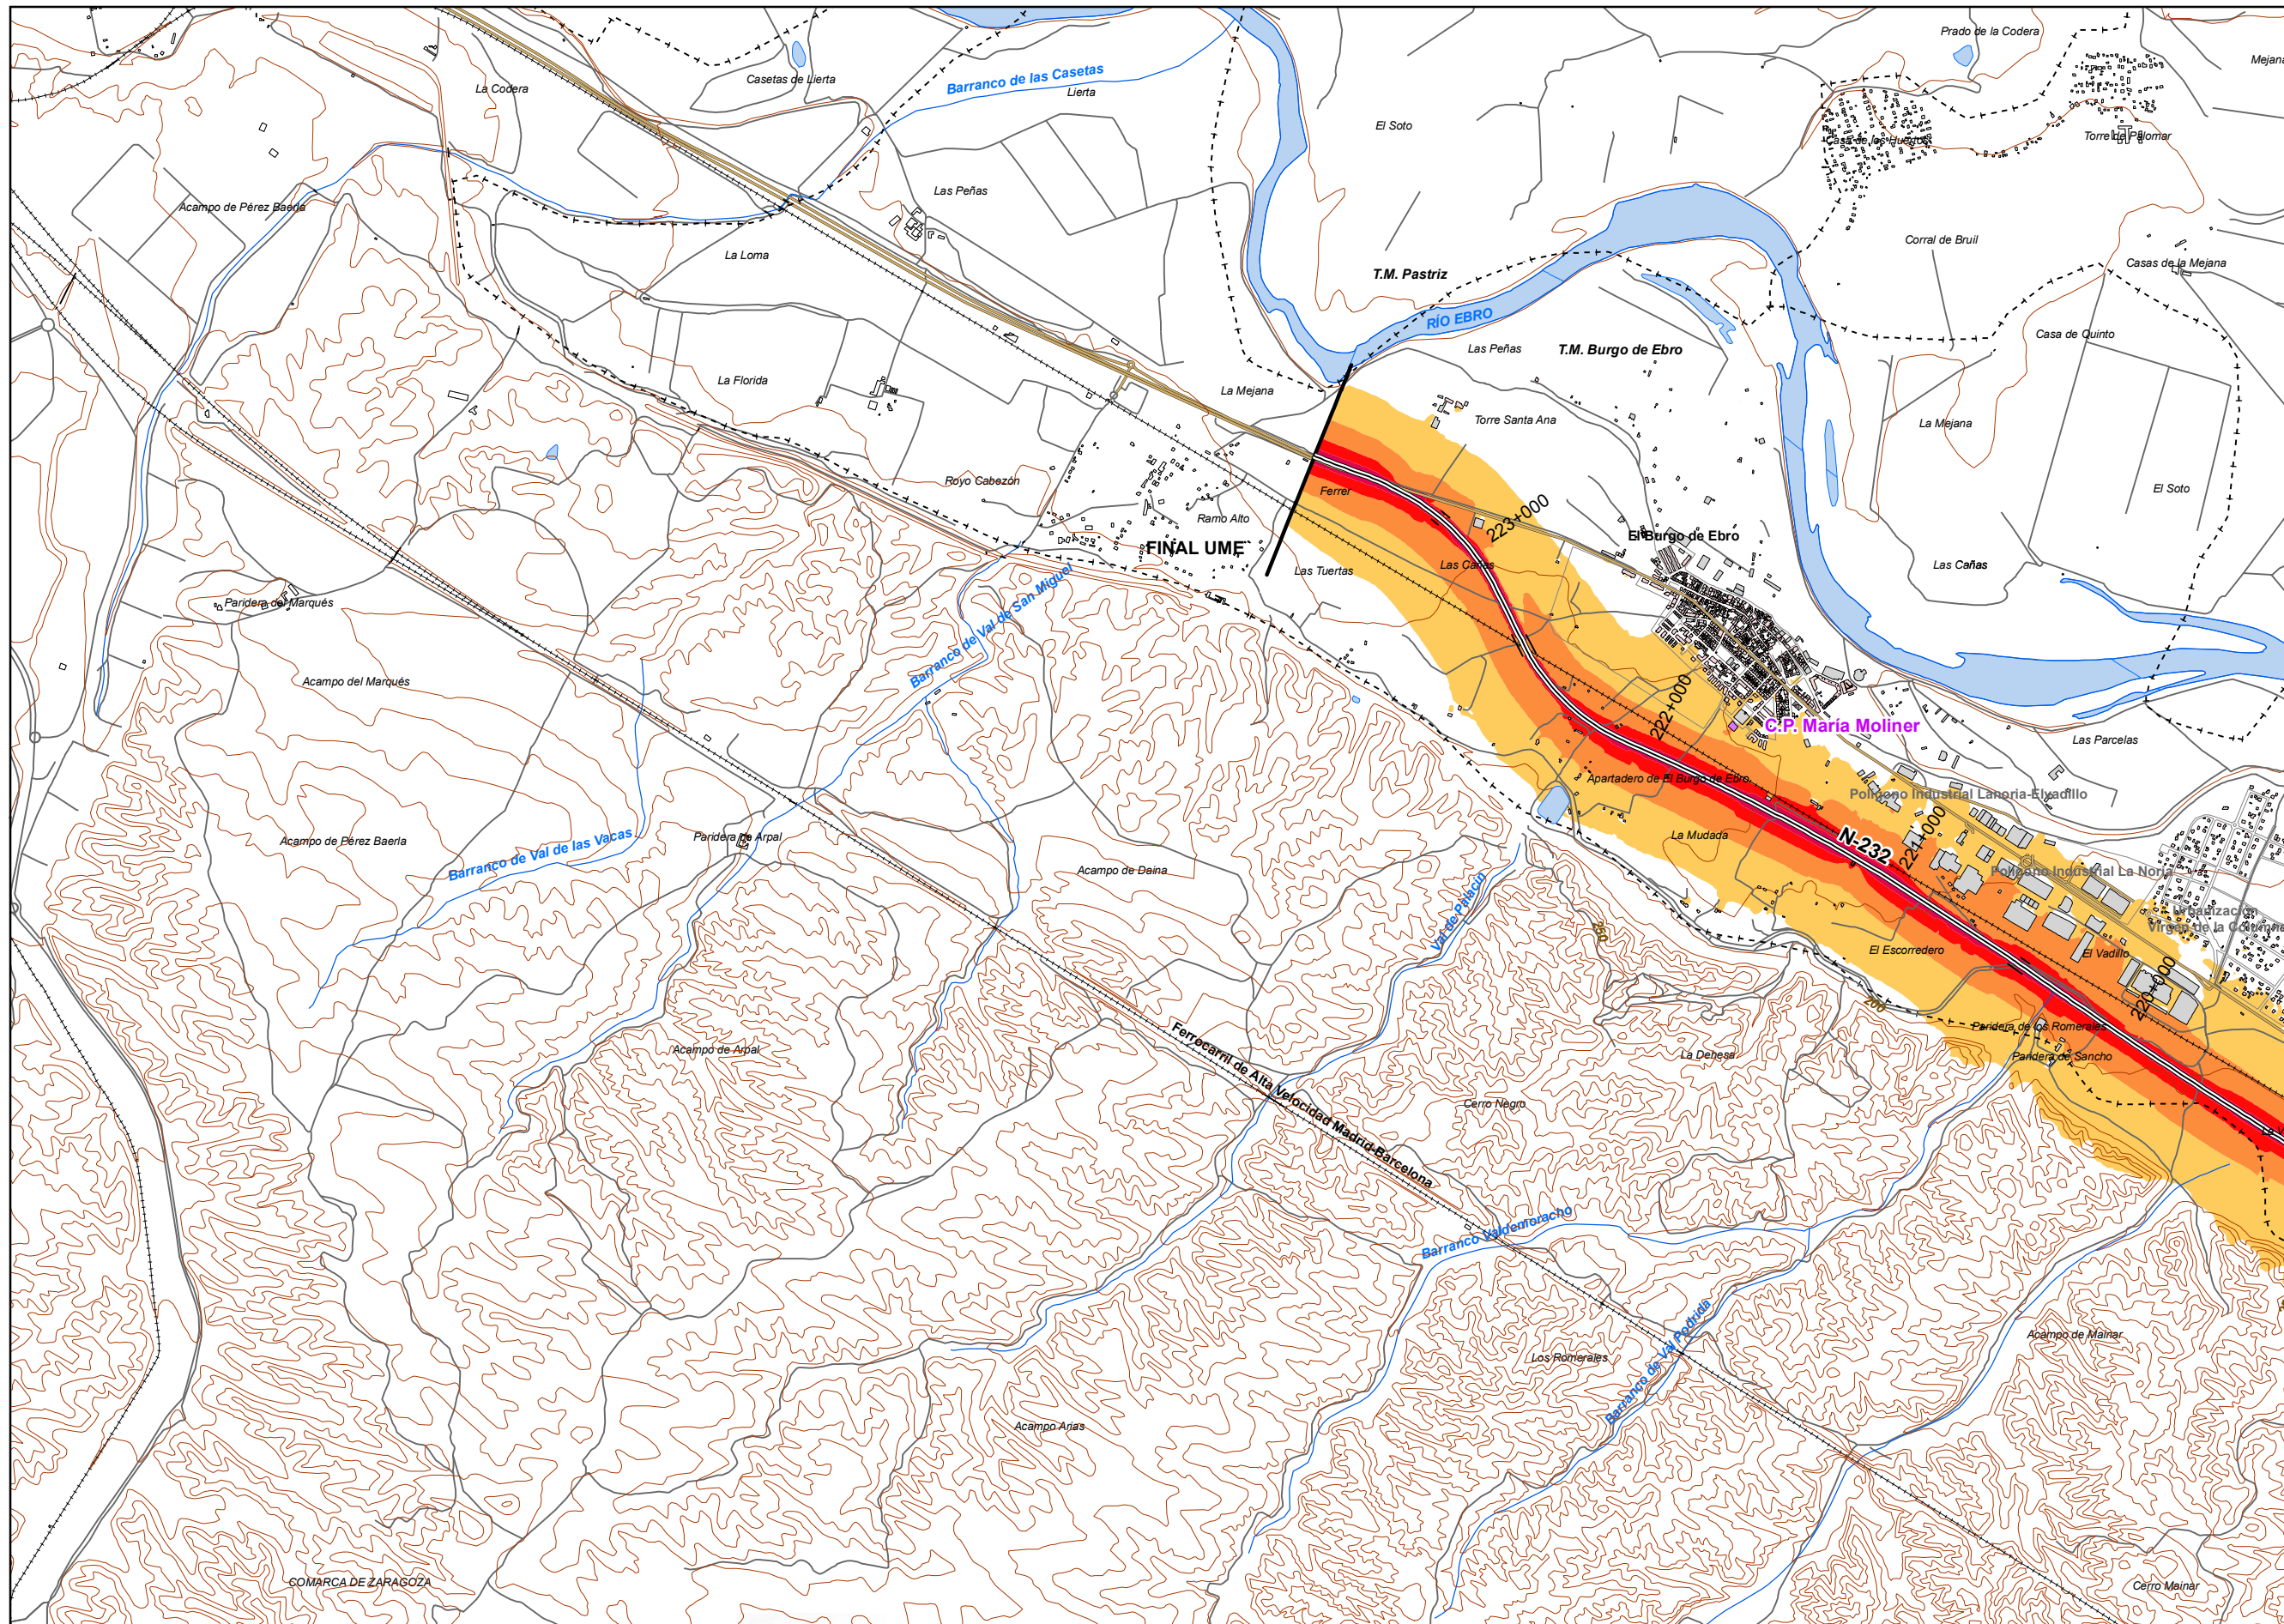 Prado de la Codera
Mejana
Casetas de Lierta
Barranco de las Casetas
La Codera
Lierta
El Soto
Torre de Palomar
Casa de los Huertos
Las Peñas
Acampo de Pérez Baerla
La Loma
Corral de Bruil
T.M. Pastriz
Casas de la Mejana
RÍO EBRO
Casa de Quinto
Las Peñas
T.M. Burgo de Ebro
La Florida
La Mejana
Torre Santa Ana
La Mejana
Royo Cabezón
Ferrer
El Soto
Ramo Alto
223+000
El Burgo de Ebro
FINAL UME
Las Cañas
Las Cañas
Las Tuertas
Paridera del Marqués
Barranco de Val de San Miguel
Acampo del Marqués
222+000
C.P. María Moliner
Las Parcelas
Apartadero de El Burgo de Ebro
Polígono Industrial Lanoria-Elvadillo
Acampo de Pérez Baerla
Barranco de Val de las Vacas
Paridera de Arpal
La Mudada
N-232
221+000
Acampo de Daina
Polígono Industrial La Noria
Val de Palacín
Urbanización
Virgen de la Columna
250
El Escorredero
El Vadillo
220+000
200
Ferrocarril de Alta Velocidad Madrid-Barcelona
Paridera de los Romerales
Acampo de Arpal
La Dehesa
Paridera de Sancho
Cerro Negro
La V
Barranco Valdemoracho
Barranco de Val Podrida
Los Romerales
Acampo de Mainar
Acampo Arias
COMARCA DE ZARAGOZA
Cerro Mainar